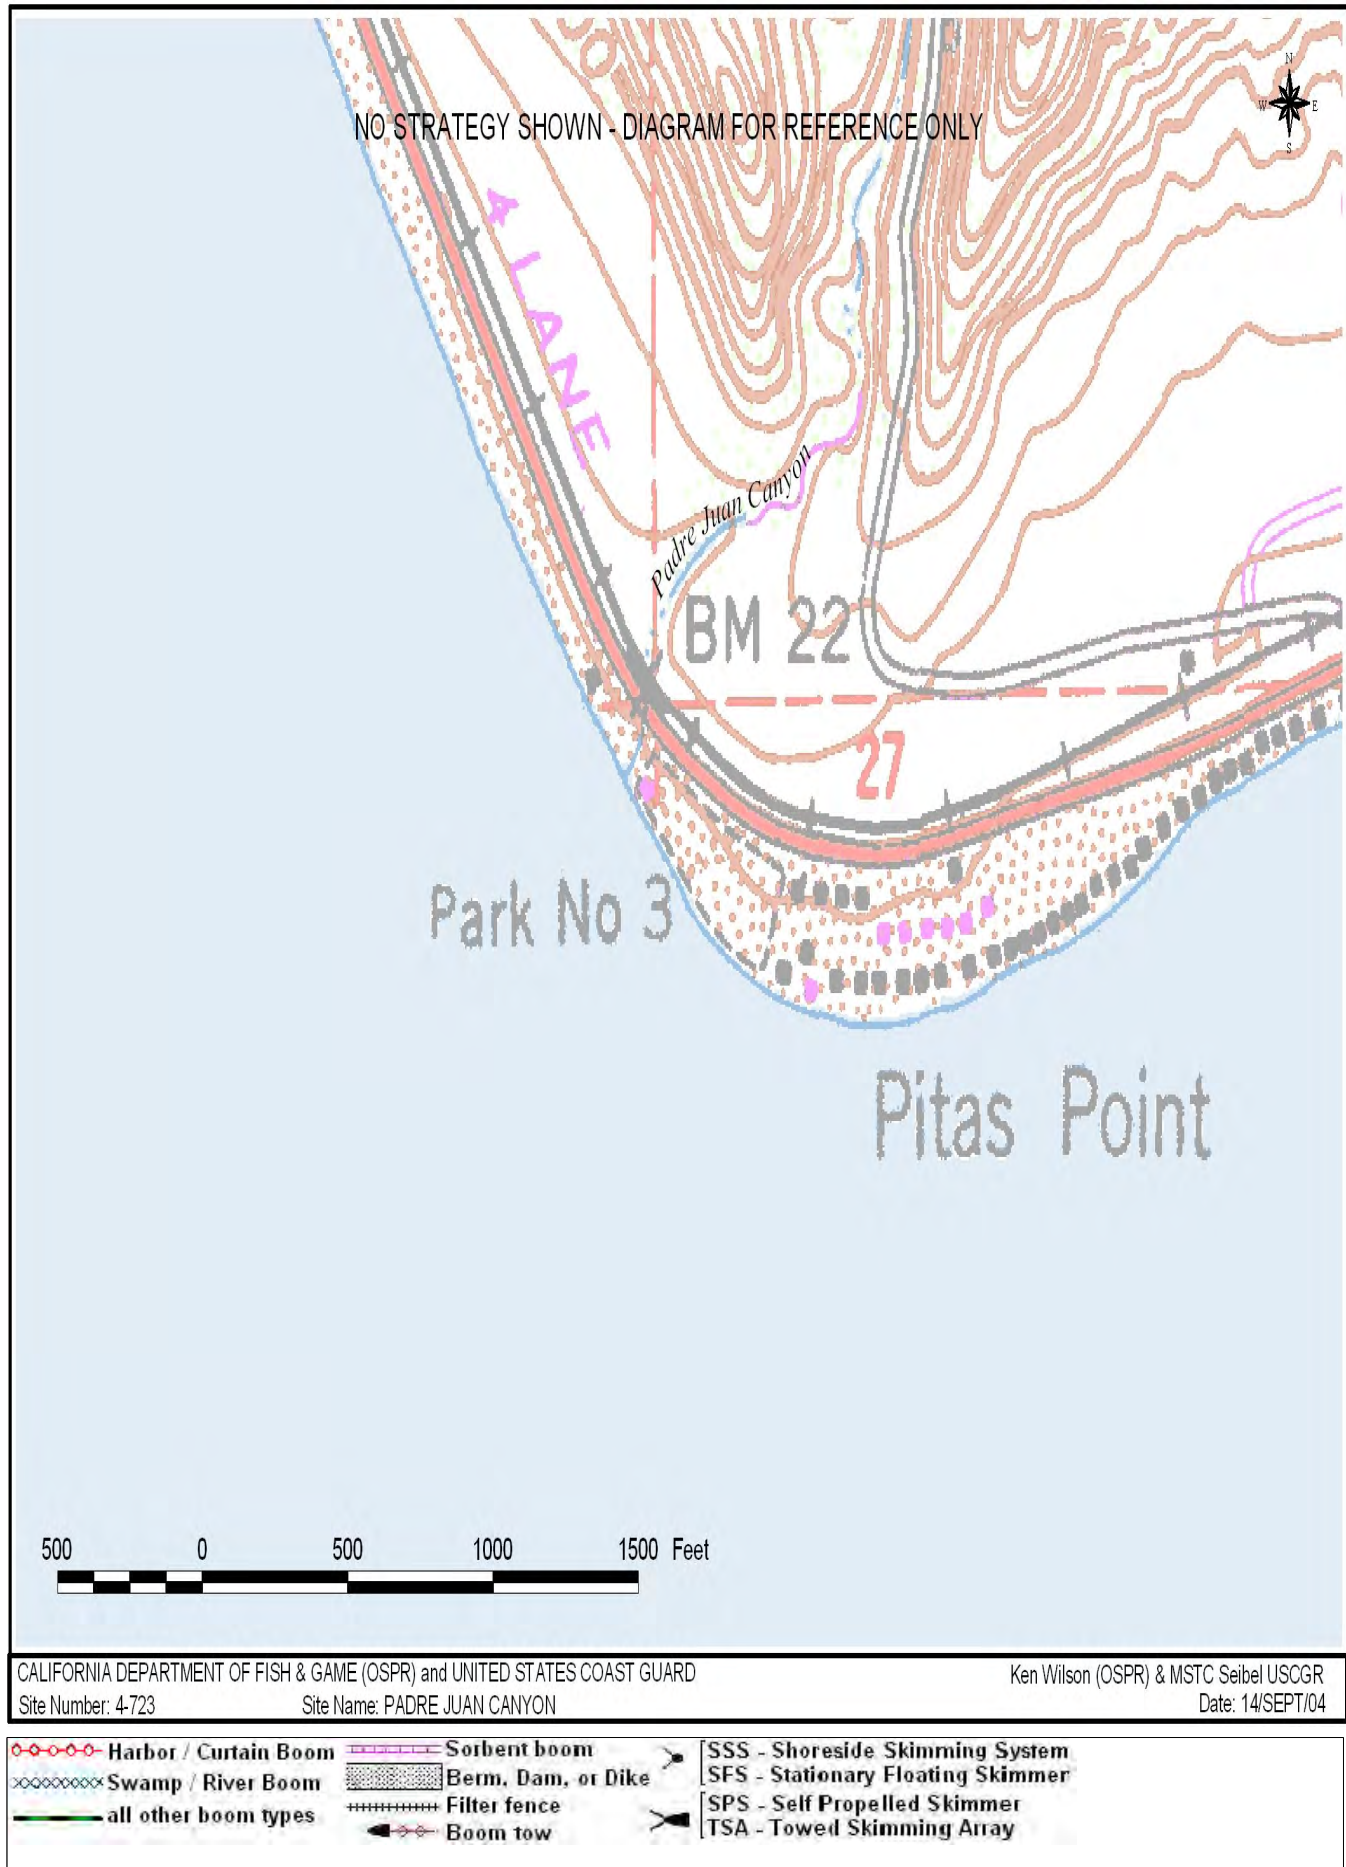 N
W E
S
NO STRATEGY SHOWN - DIAGRAM FOR REFERENCE ONLY
4 LANE
Padre Juan Canyon
BM 22
27
Park No 3
Pitas Point
500 0 500 1000 1500 Feet
CALIFORNIA DEPARTMENT OF FISH & GAME (OSPR) and UNITED STATES COAST GUARD
Ken Wilson (OSPR) & MSTC Seibel USCGR
Site Number: 4-723
Site Name: PADRE JUAN CANYON
Date: 14/SEPT/04
Harbor / Curtain Boom
Swamp / River Boom
all other boom types
Sorbent boom
Berm, Dam, or Dike
Filter fence
Boom tow
SSS - Shoreside Skimming System
SFS - Stationary Floating Skimmer
SPS - Self Propelled Skimmer
TSA - Towed Skimming Array